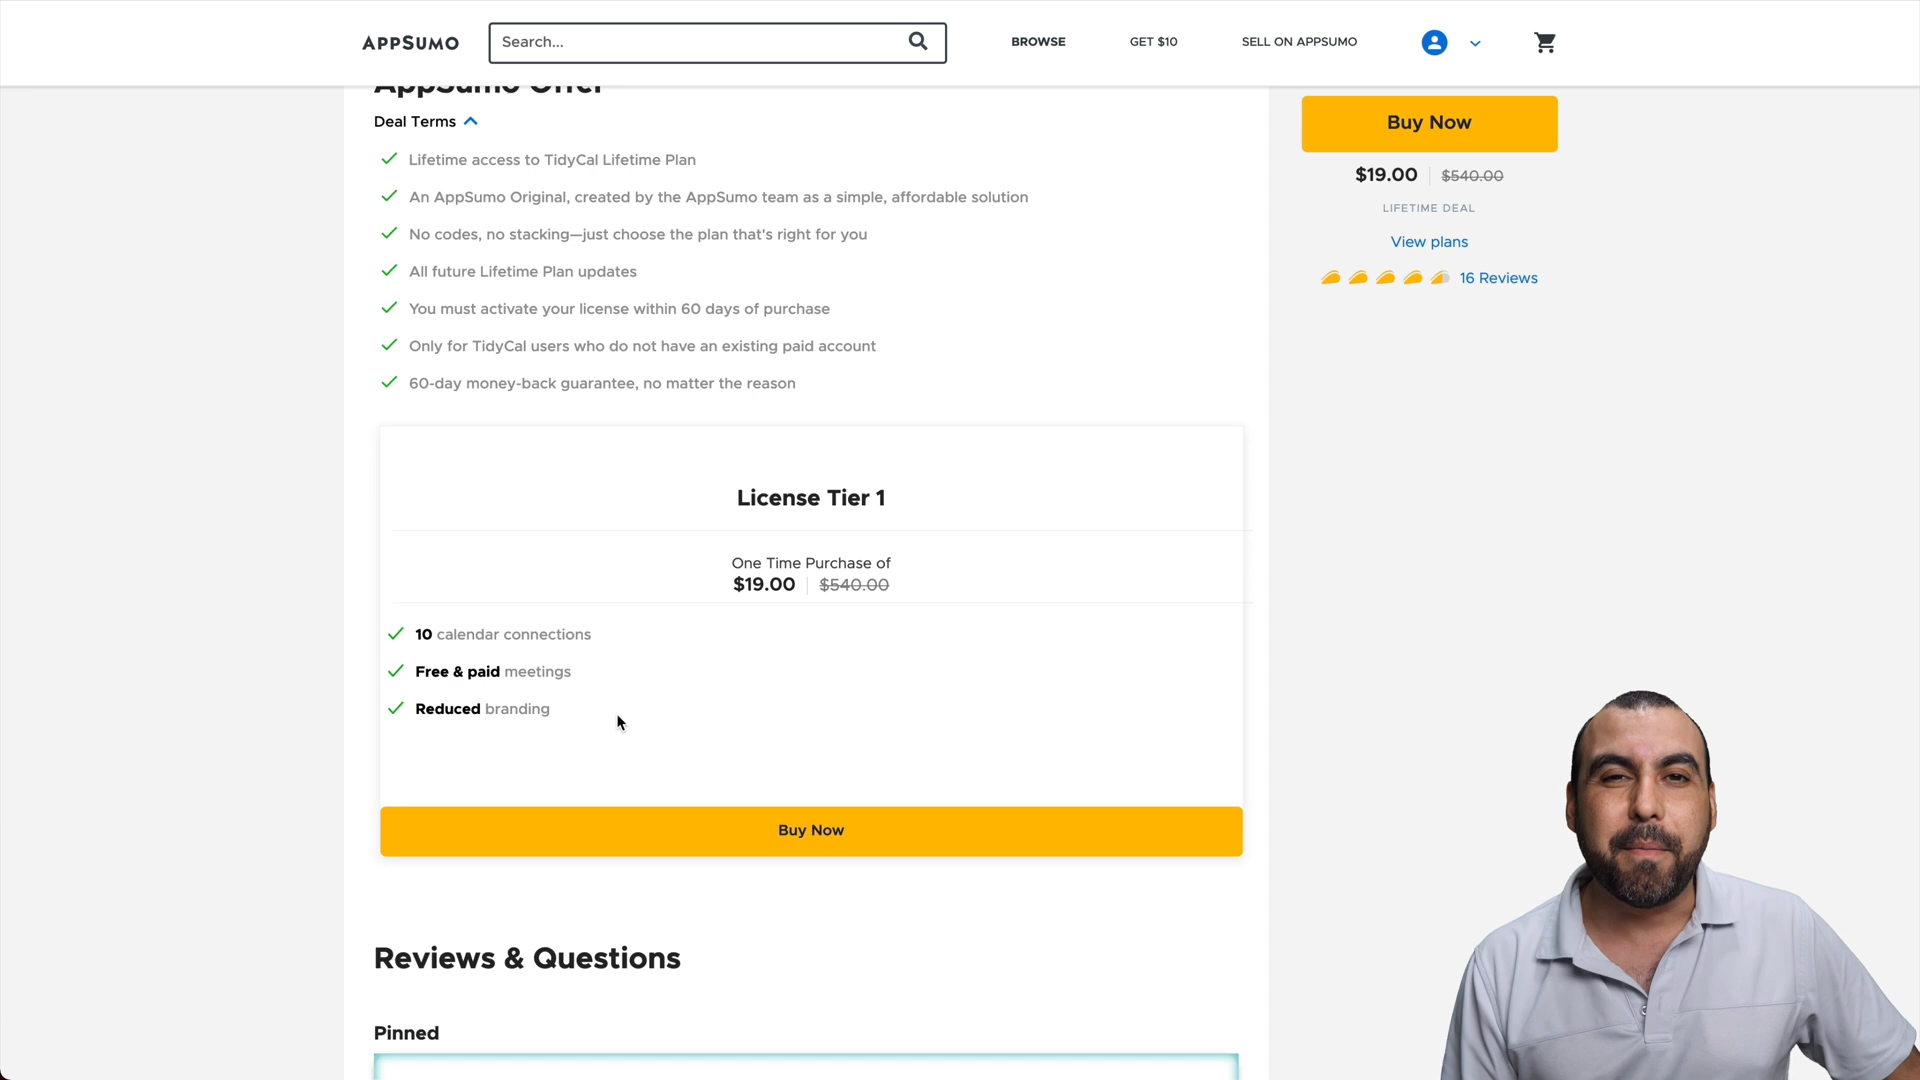 APPSUMO
Search...
BROWSE
GET $10
SELL ON APPSUMO
AppSumo Offer
Deal Terms
Lifetime access to TidyCal Lifetime Plan
An AppSumo Original, created by the AppSumo team as a simple, affordable solution
No codes, no stacking—just choose the plan that's right for you
All future Lifetime Plan updates
You must activate your license within 60 days of purchase
Only for TidyCal users who do not have an existing paid account
60-day money-back guarantee, no matter the reason
Buy Now
$19.00 $540.00
LIFETIME DEAL
View plans
16 Reviews
License Tier 1
One Time Purchase of
$19.00 $540.00
10 calendar connections
Free & paid meetings
Reduced branding
Buy Now
Reviews & Questions
Pinned